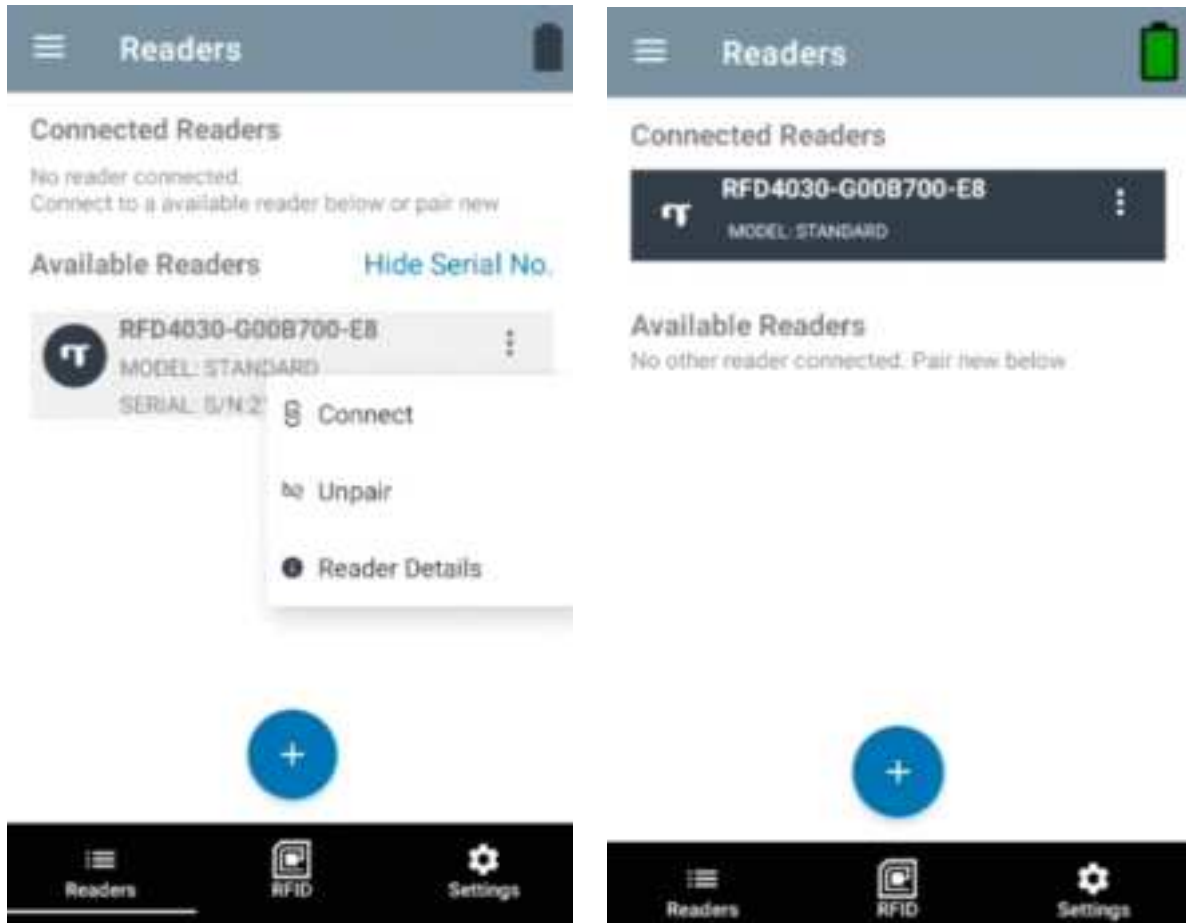 Readers
Connected Readers
No reader connected.
Connect to a available reader below or pair new
Available Readers
Hide Serial No.
RFD4030-G00B700-E8
MODEL: STANDARD
SERIAL: S/N:2
Connect
Unpair
Reader Details
+
Readers
RFID
Settings
Readers
Connected Readers
RFD4030-G00B700-E8
MODEL: STANDARD
Available Readers
No other reader connected. Pair new below
+
Readers
RFID
Settings